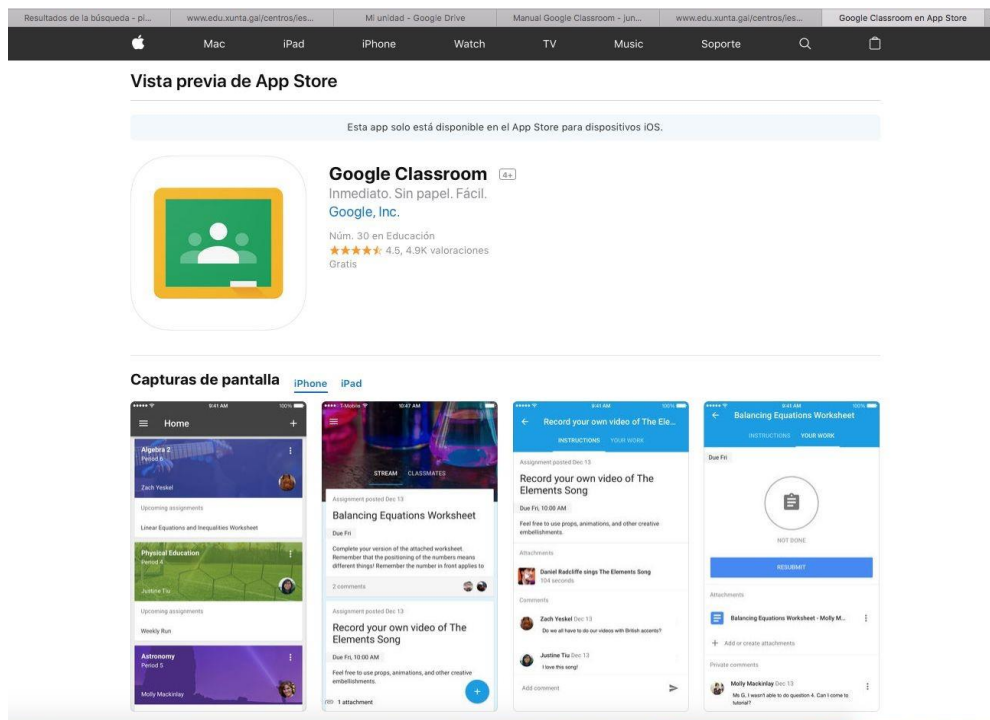 Resultados de la búsqueda - pi...
www.edu.xunta.gal/centros/ies...
Mi unidad - Google Drive
Manual Google Classroom - jun...
www.edu.xunta.gal/centros/ies...
Google Classroom en App Store
Mac
iPad
iPhone
Watch
TV
Music
Soporte
Vista previa de App Store
Esta app solo está disponible en el App Store para dispositivos iOS.
Google Classroom 4+
Inmediato. Sin papel. Fácil.
Google, Inc.
Núm. 30 en Educación
4.5, 4.9K valoraciones
Gratis
Capturas de pantalla
iPhone
iPad
9:41 AM
100%
Home
Algebra 2
Period 6
Zach Yeskel
Upcoming assignments
Linear Equations and Inequalities Worksheet
Physical Education
Period 4
Justine Tiu
Upcoming assignments
Weekly Run
Astronomy
Period 5
Molly Mackinlay
T-Mobile
10:47 AM
STREAM
CLASSMATES
Assignment posted Dec 13
Balancing Equations Worksheet
Due Fri
Complete your version of the attached worksheet.
Remember that the positioning of the numbers means
different things! Remember the number in front applies to
2 comments
Assignment posted Dec 13
Record your own video of The
Elements Song
Due Fri, 10:00 AM
Feel free to use props, animations, and other creative
embellishments.
1 attachment
9:41 AM
100%
Record your own video of The Ele...
INSTRUCTIONS
YOUR WORK
Assignment posted Dec 13
Record your own video of The
Elements Song
Due Fri, 10:00 AM
Feel free to use props, animations, and other creative
embellishments.
Attachments
Daniel Radcliffe sings The Elements Song
104 seconds
Comments
Zach Yeskel Dec 13
Do we all have to do our videos with British accents?
Justine Tiu Dec 13
I love this song!
Add comment
9:41 AM
100%
Balancing Equations Worksheet
INSTRUCTIONS
YOUR WORK
Due Fri
NOT DONE
RESUBMIT
Attachments
Balancing Equations Worksheet - Molly M...
Add or create attachments
Private comments
Molly Mackinlay Dec 13
Ms G, I wasn't able to do question 4. Can I come to
tutorial?